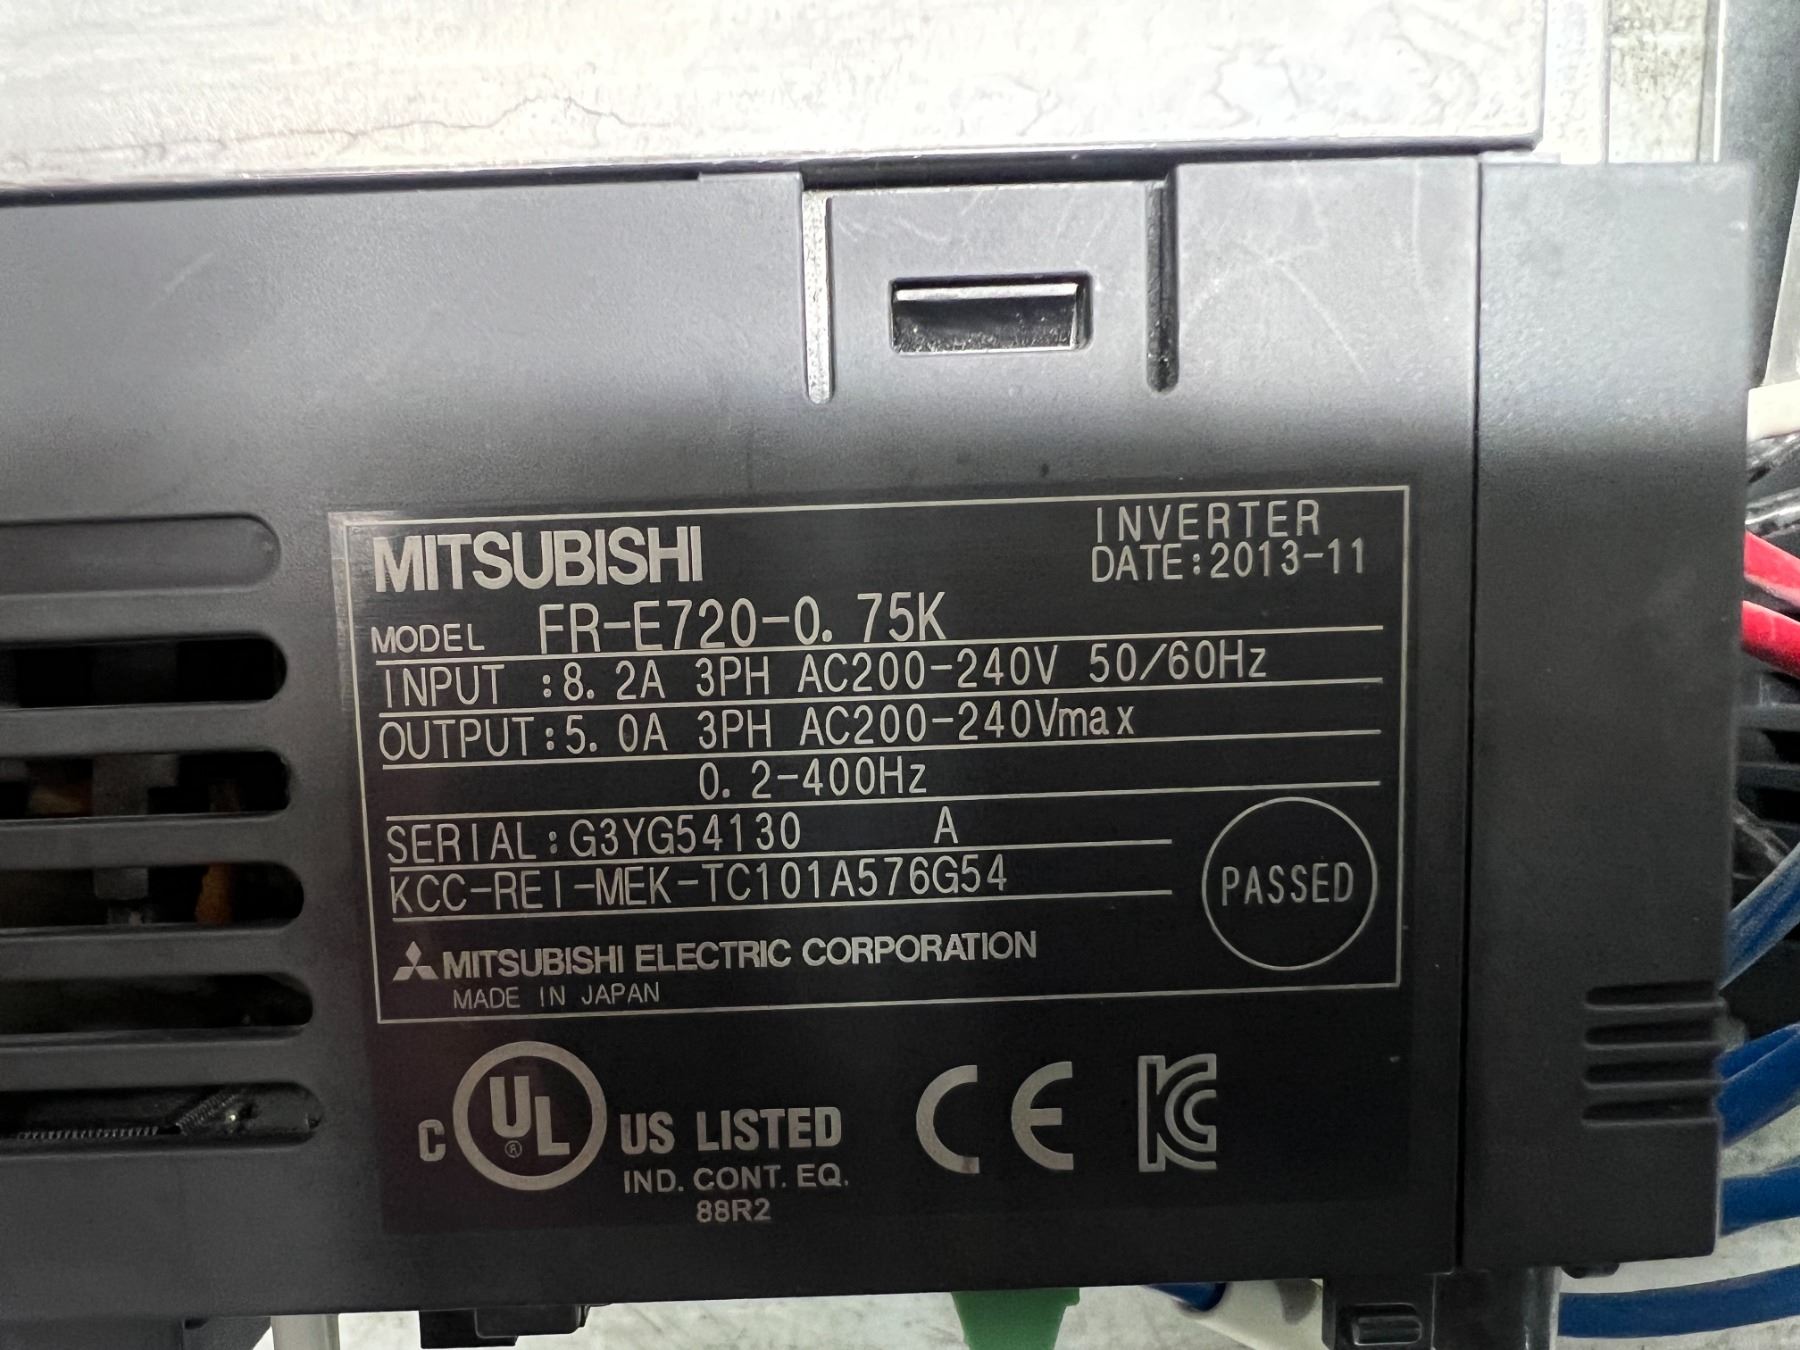 MITSUBISHI
INVERTER
DATE:2013-11
MODEL FR-E720-0.75K
INPUT :8.2A 3PH AC200-240V 50/60Hz
OUTPUT:5.0A 3PH AC200-240Vmax
0.2-400Hz
SERIAL:G3YG54130 A
KCC-REI-MEK-TC101A576G54
PASSED
MITSUBISHI ELECTRIC CORPORATION
MADE IN JAPAN
C UL ® US LISTED
IND. CONT. EQ.
88R2
CE
KC